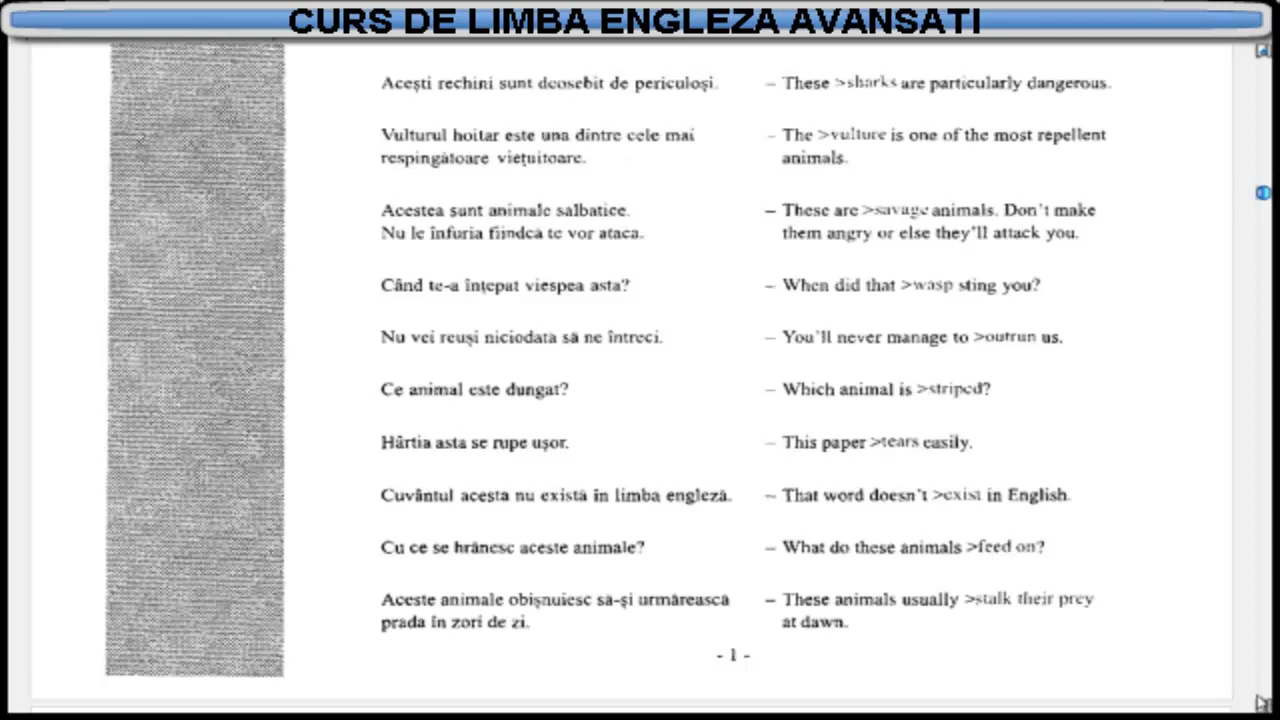 CURS DE LIMBA ENGLEZA AVANSATI
Acești rechini sunt deosebit de periculoși. – These >sharks are particularly dangerous.
Vulturul hoitar este una dintre cele mai – The >vulture is one of the most repellent
respingătoare viețuitoare. animals.
Acestea sunt animale sălbatice. – These are >savage animals. Don't make
Nu le înfuria fiindcă te vor ataca. them angry or else they'll attack you.
Când te-a înțepat viespea asta? – When did that >wasp sting you?
Nu vei reuși niciodată să ne întreci. – You'll never manage to >outrun us.
Ce animal este dungat? – Which animal is >striped?
Hârtia asta se rupe ușor. – This paper >tears easily.
Cuvântul acesta nu există în limba engleză. – That word doesn't >exist in English.
Cu ce se hrănesc aceste animale? – What do these animals >feed on?
Aceste animale obișnuiesc să-și urmărească – These animals usually >stalk their prey
prada în zori de zi. at dawn.
- 1 -